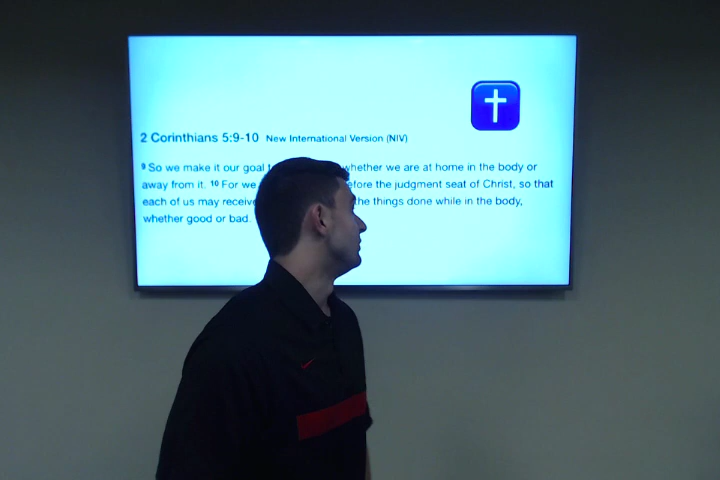 2 Corinthians 5:9-10 New International Version (NIV)
9 So we make it our goal whether we are at home in the body or
away from it. 10 For we before the judgment seat of Christ, so that
each of us may receive the things done while in the body,
whether good or bad